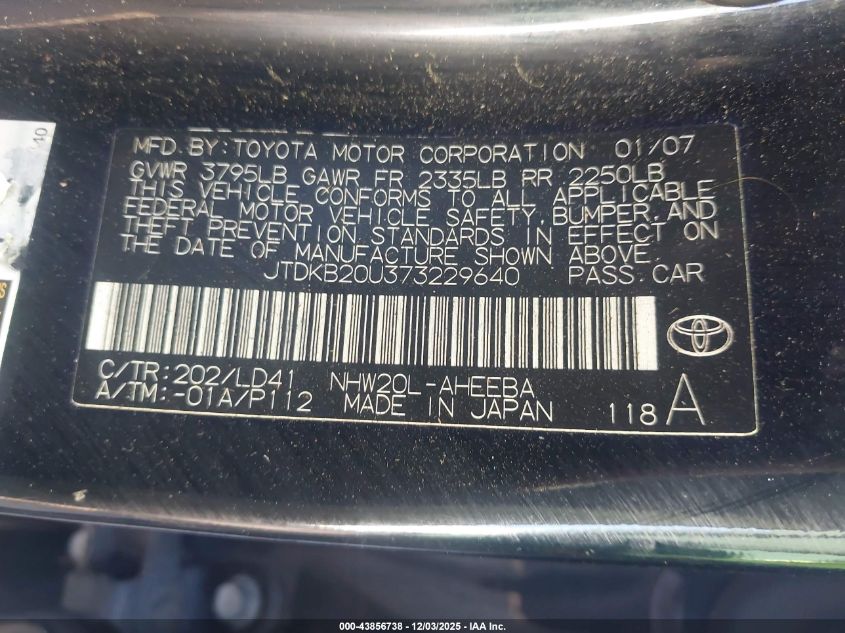 MFD. BY: TOYOTA MOTOR CORPORATION 01/07
GVWR 3795LB GAWR FR 2335LB RR 2250LB
THIS VEHICLE CONFORMS TO ALL APPLICABLE
FEDERAL MOTOR VEHICLE SAFETY, BUMPER, AND
THEFT PREVENTION STANDARDS IN EFFECT ON
THE DATE OF MANUFACTURE SHOWN ABOVE.
JTDKB20U373229640 PASS.CAR
C/TR:202/LD41 NHW20L-AHEEBA
A/TM:-01A/P112 MADE IN JAPAN 118 A
000-43856738 - 12/03/2025 - IAA Inc.